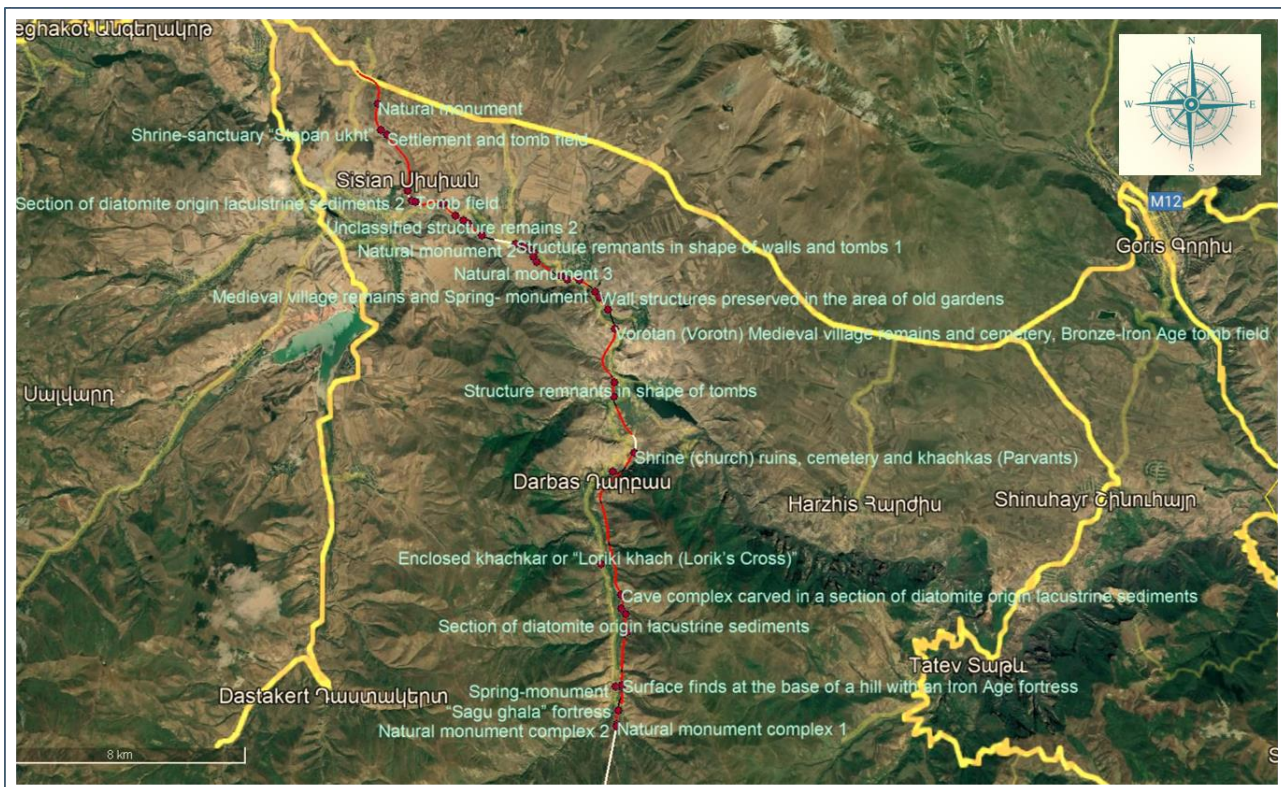 eghakot Անգեղակոթ
N
W
E
S
Natural monument
Shrine-sanctuary "Stepan ukht"
Settlement and tomb field
Sisian Սիսիան
M12
Section of diatomite origin laculstrine sediments 2
Tomb field
Unclassified structure remains 2
Goris Գորիս
Natural monument 2
Structure remnants in shape of walls and tombs 1
Natural monument 3
Medieval village remains and Spring- monument
Wall structures preserved in the area of old gardens
Vorotan (Vorotn) Medieval village remains and cemetery, Bronze-Iron Age tomb field
Սալվարդ
Structure remnants in shape of tombs
Shrine (church) ruins, cemetery and khachkas (Parvants)
Darbas Դարբաս
Harzhis Հարժիս
Shinuhayr Շինուհայր
Enclosed khachkar or "Loriki khach (Lorik's Cross)"
Cave complex carved in a section of diatomite origin lacustrine sediments
Section of diatomite origin lacustrine sediments
Tatev Տաթև
Dastakert Դաստակերտ
Spring-monument
Surface finds at the base of a hill with an Iron Age fortress
"Sagu ghala" fortress
Natural monument complex 2
Natural monument complex 1
8 km
S